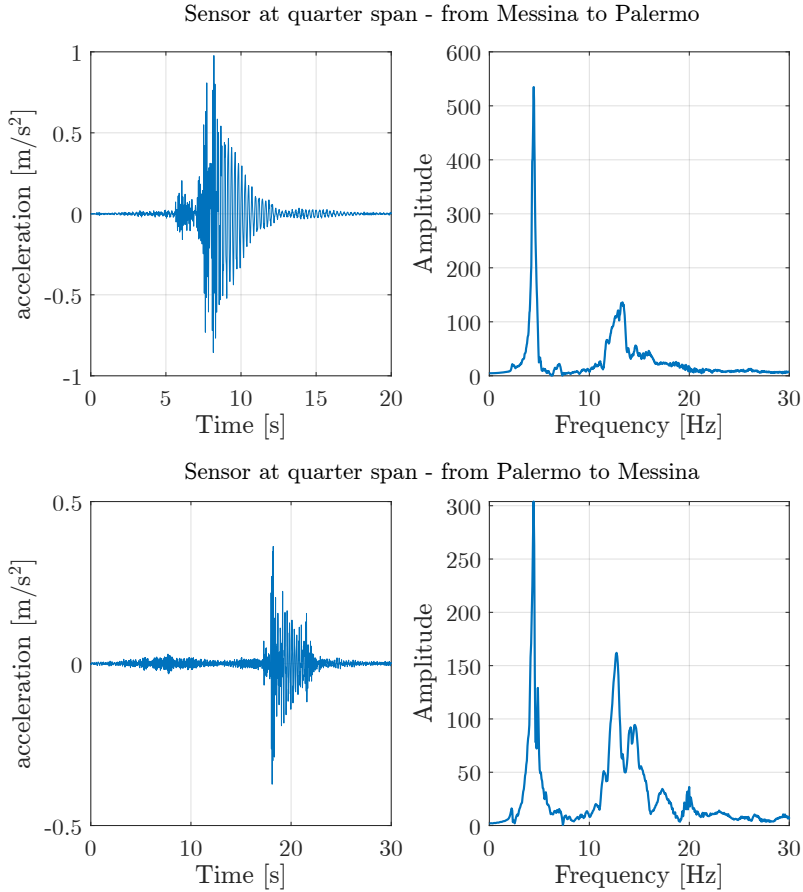 Sensor at quarter span - from Messina to Palermo
1
0.5
0
-0.5
-1
0 5 10 15 20
acceleration [m/s²]
Time [s]
600
500
400
300
200
100
0
0 10 20 30
Amplitude
Frequency [Hz]
Sensor at quarter span - from Palermo to Messina
0.5
0
-0.5
0 10 20 30
acceleration [m/s²]
Time [s]
300
250
200
150
100
50
0
0 10 20 30
Amplitude
Frequency [Hz]